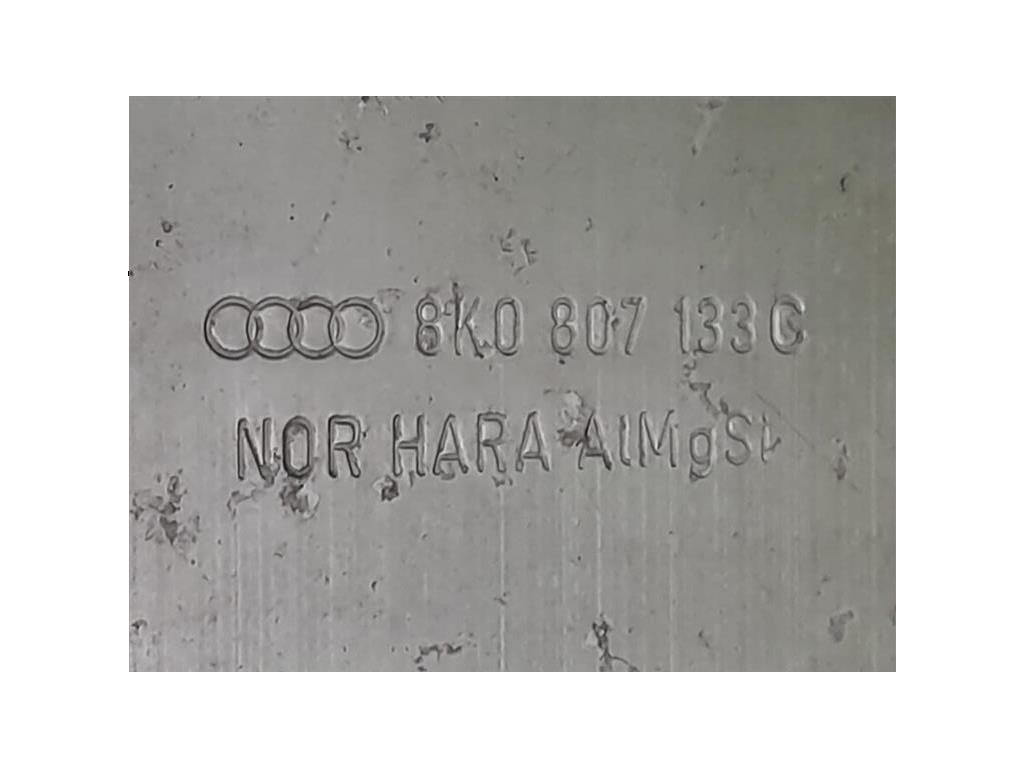 8K0 807 133 C
NOR HARA AlMgSi